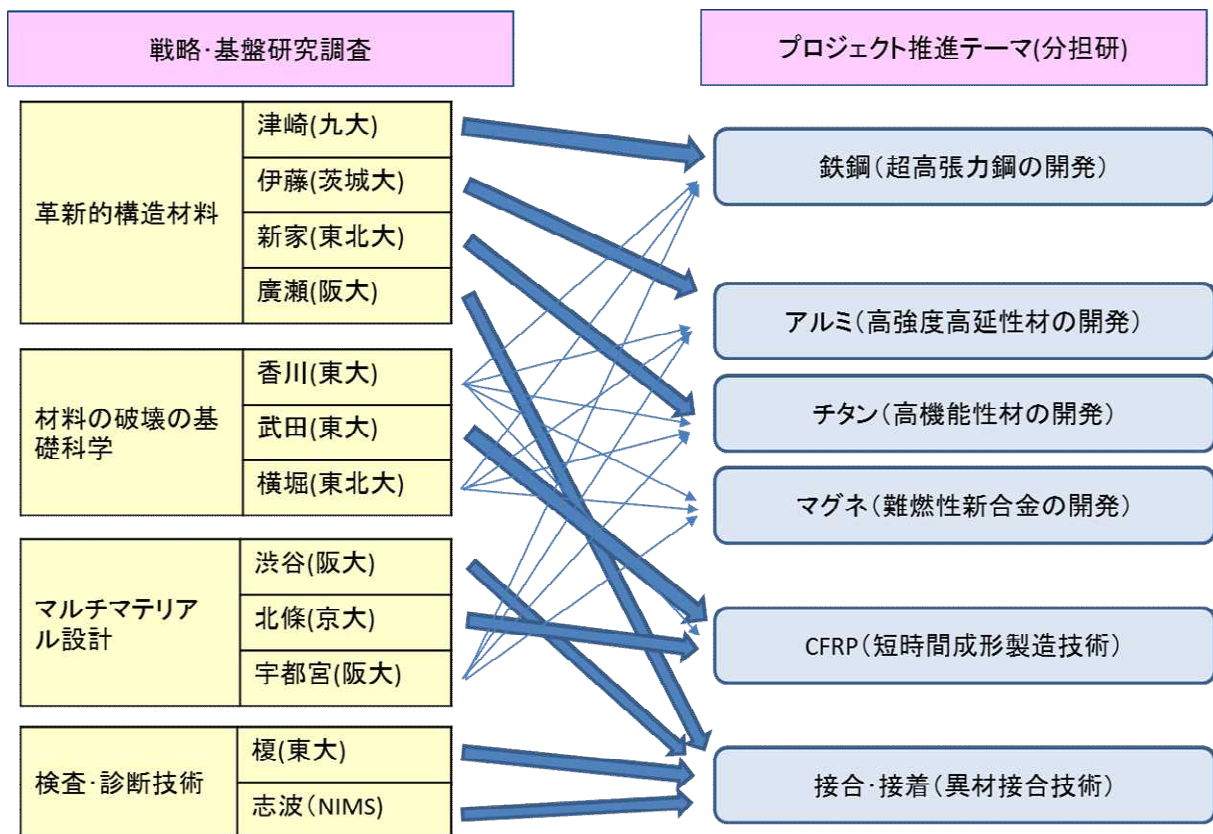 戦略・基盤研究調査
プロジェクト推進テーマ(分担研)
革新的構造材料
津崎(九大)
伊藤(茨城大)
新家(東北大)
廣瀬(阪大)
材料の破壊の基
礎科学
香川(東大)
武田(東大)
横堀(東北大)
マルチマテリア
ル設計
渋谷(阪大)
北條(京大)
宇都宮(阪大)
検査・診断技術
榎(東大)
志波(NIMS)
鉄鋼(超高張力鋼の開発)
アルミ(高強度高延性材の開発)
チタン(高機能性材の開発)
マグネ(難燃性新合金の開発)
CFRP(短時間成形製造技術)
接合・接着(異材接合技術)